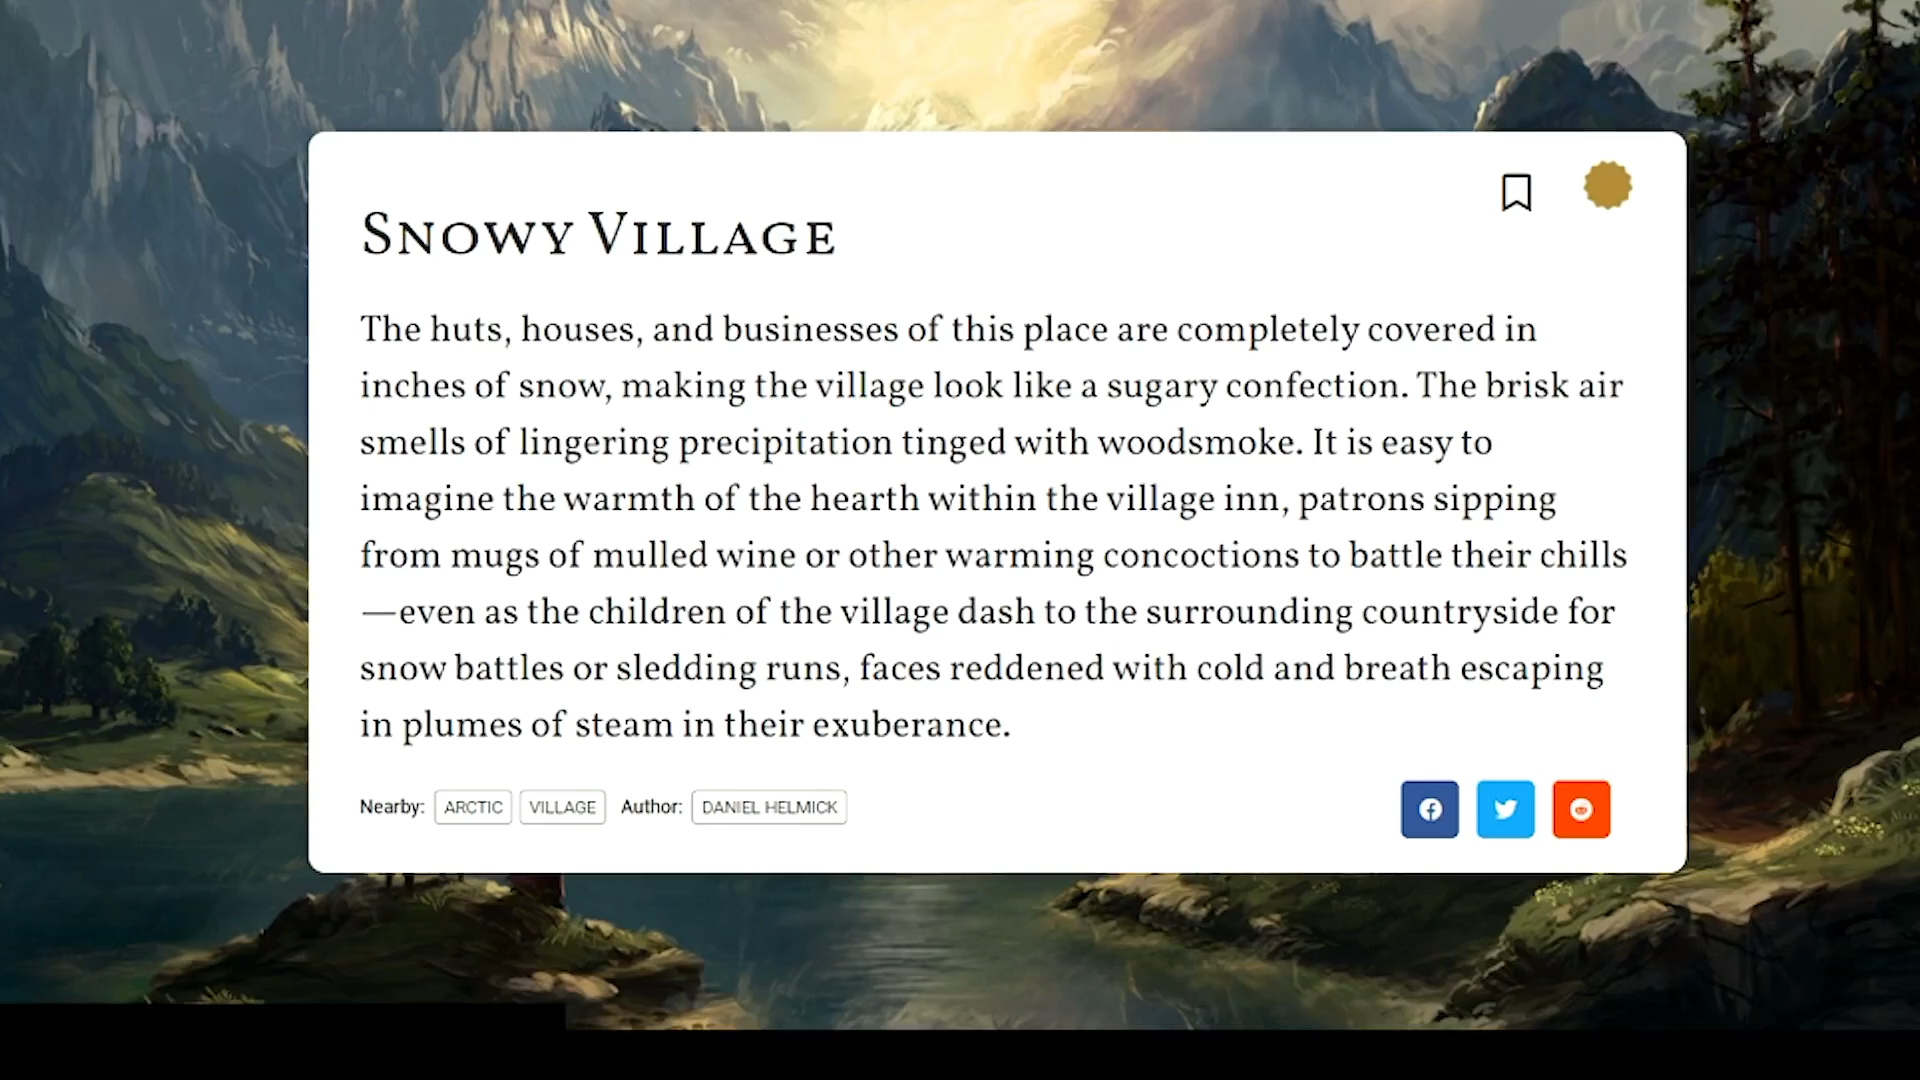 Snowy Village
The huts, houses, and businesses of this place are completely covered in
inches of snow, making the village look like a sugary confection. The brisk air
smells of lingering precipitation tinged with woodsmoke. It is easy to
imagine the warmth of the hearth within the village inn, patrons sipping
from mugs of mulled wine or other warming concoctions to battle their chills
—even as the children of the village dash to the surrounding countryside for
snow battles or sledding runs, faces reddened with cold and breath escaping
in plumes of steam in their exuberance.
Nearby: ARCTIC VILLAGE Author: DANIEL HELMICK